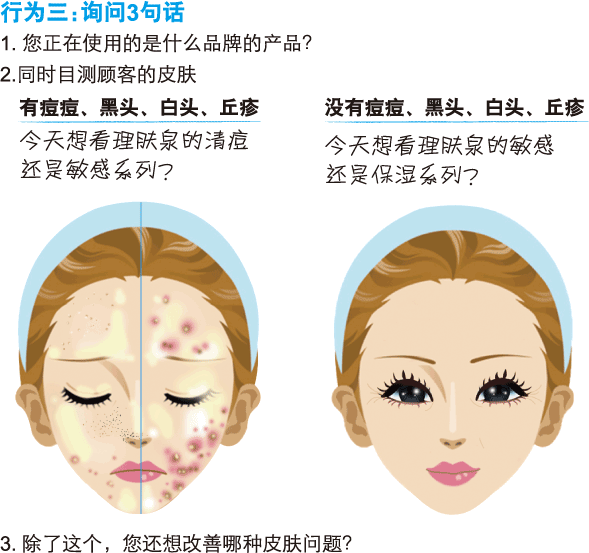 行为三：询问3句话
1. 您正在使用的是什么品牌的产品？
2.同时目测顾客的皮肤
有痘痘、黑头、白头、丘疹
没有痘痘、黑头、白头、丘疹
今天想看理肤泉的清痘
还是敏感系列？
今天想看理肤泉的敏感
还是保湿系列？
3. 除了这个，您还想改善哪种皮肤问题？